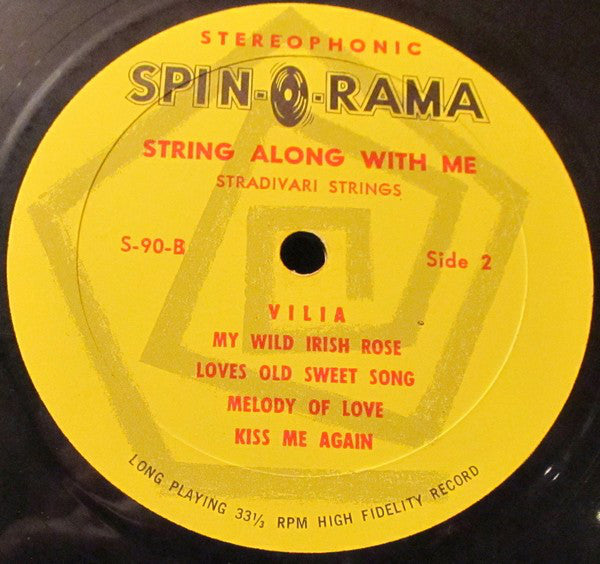 STEREOPHONIC
SPIN-O-RAMA
STRING ALONG WITH ME
STRADIVARI STRINGS
S-90-B
Side 2
VILIA
MY WILD IRISH ROSE
LOVES OLD SWEET SONG
MELODY OF LOVE
KISS ME AGAIN
LONG PLAYING 33⅓ RPM HIGH FIDELITY RECORD